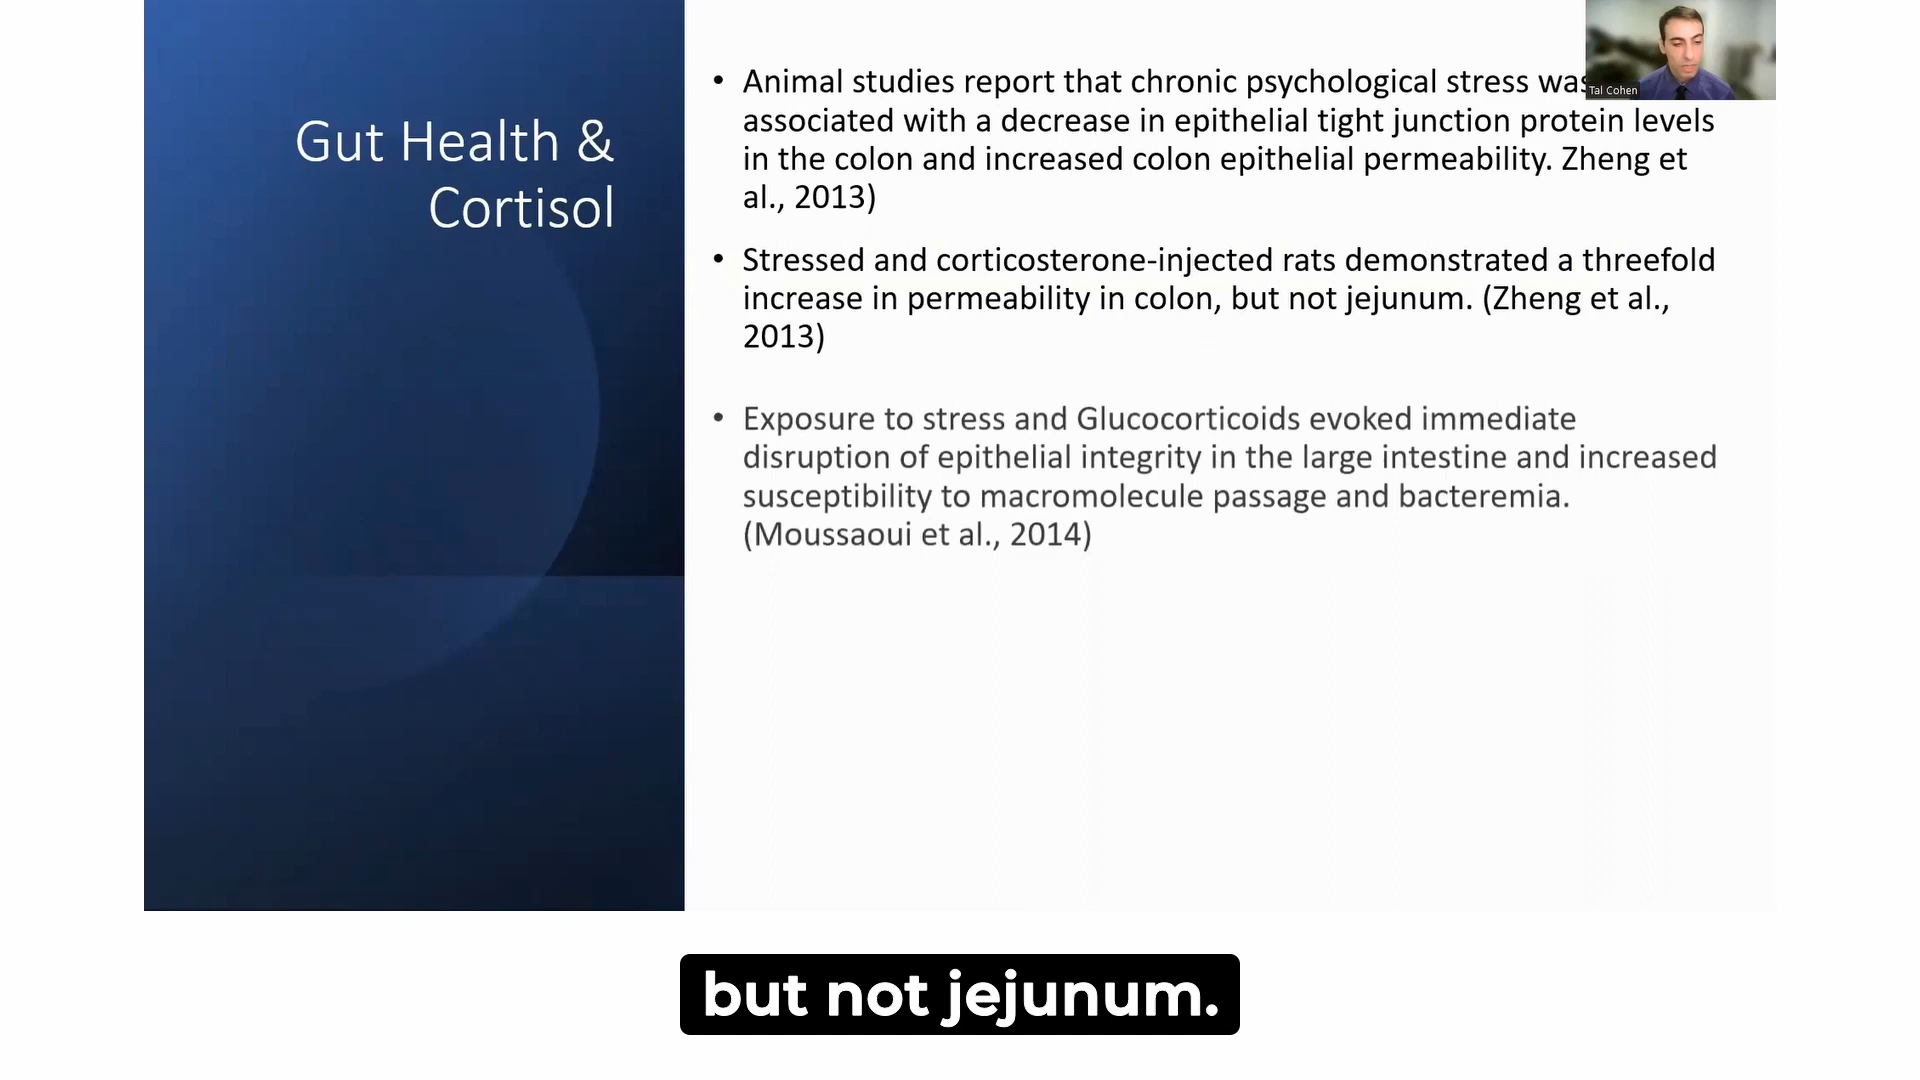 Gut Health &
Cortisol
• Animal studies report that chronic psychological stress was
associated with a decrease in epithelial tight junction protein levels
in the colon and increased colon epithelial permeability. Zheng et
al., 2013)
• Stressed and corticosterone-injected rats demonstrated a threefold
increase in permeability in colon, but not jejunum. (Zheng et al.,
2013)
• Exposure to stress and Glucocorticoids evoked immediate
disruption of epithelial integrity in the large intestine and increased
susceptibility to macromolecule passage and bacteremia.
(Moussaoui et al., 2014)
Tal Cohen
but not jejunum.